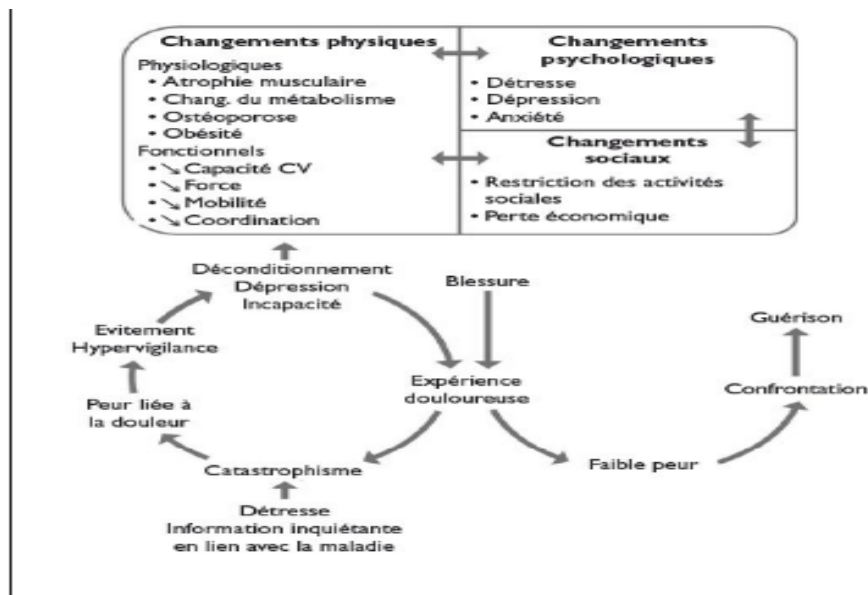 Changements physiques
Physiologiques
• Atrophie musculaire
• Chang. du métabolisme
• Ostéoporose
• Obésité
Fonctionnels
• ↘ Capacité CV
• ↘ Force
• ↘ Mobilité
• ↘ Coordination
Changements
psychologiques
• Détresse
• Dépression
• Anxiété
Changements
sociaux
• Restriction des activités
sociales
• Perte économique
Déconditionnement
Dépression
Incapacité
Blessure
Evitement
Hypervigilance
Guérison
Expérience
douloureuse
Confrontation
Peur liée à
la douleur
Catastrophisme
Faible peur
Détresse
Information inquiétante
en lien avec la maladie